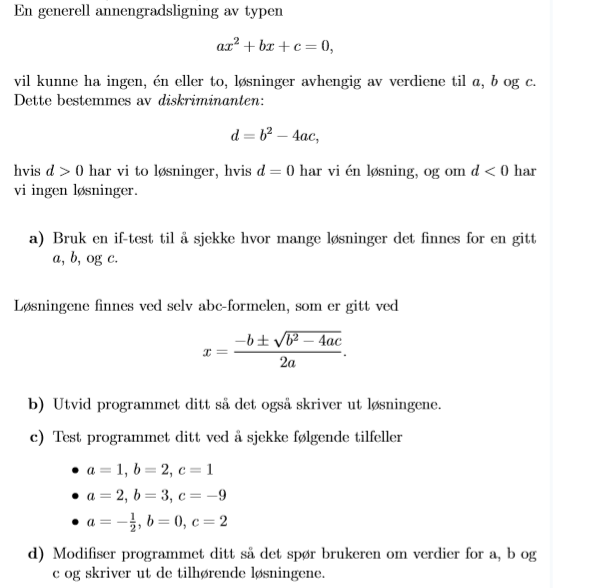 En generell annengradsligning av typen
ax² + bx + c = 0,
vil kunne ha ingen, én eller to, løsninger avhengig av verdiene til a, b og c.
Dette bestemmes av diskriminanten:
d = b² − 4ac,
hvis d > 0 har vi to løsninger, hvis d = 0 har vi én løsning, og om d < 0 har
vi ingen løsninger.
a) Bruk en if-test til å sjekke hvor mange løsninger det finnes for en gitt
a, b, og c.
Løsningene finnes ved selv abc-formelen, som er gitt ved
x = (−b ± √(b² − 4ac)) / 2a.
b) Utvid programmet ditt så det også skriver ut løsningene.
c) Test programmet ditt ved å sjekke følgende tilfeller
• a = 1, b = 2, c = 1
• a = 2, b = 3, c = −9
• a = −½, b = 0, c = 2
d) Modifiser programmet ditt så det spør brukeren om verdier for a, b og
c og skriver ut de tilhørende løsningene.